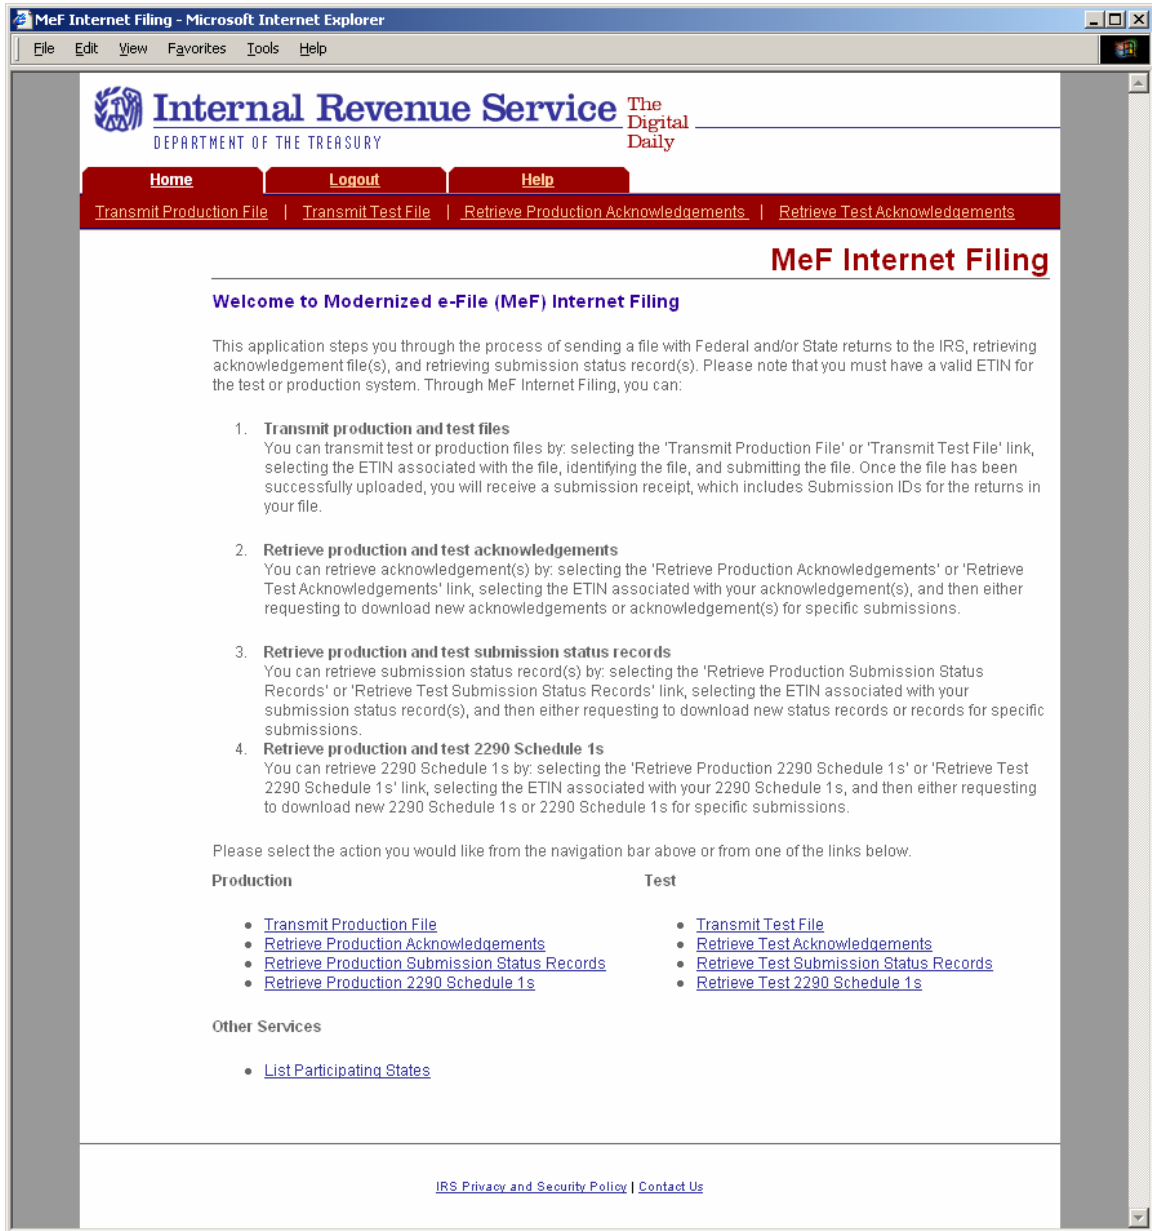 MeF Internet Filing - Microsoft Internet Explorer
File Edit View Favorites Tools Help
Internal Revenue Service The Digital Daily
DEPARTMENT OF THE TREASURY
Home Logout Help
Transmit Production File | Transmit Test File | Retrieve Production Acknowledgements | Retrieve Test Acknowledgements
MeF Internet Filing
Welcome to Modernized e-File (MeF) Internet Filing
This application steps you through the process of sending a file with Federal and/or State returns to the IRS, retrieving
acknowledgement file(s), and retrieving submission status record(s). Please note that you must have a valid ETIN for
the test or production system. Through MeF Internet Filing, you can:
1. Transmit production and test files
You can transmit test or production files by: selecting the 'Transmit Production File' or 'Transmit Test File' link,
selecting the ETIN associated with the file, identifying the file, and submitting the file. Once the file has been
successfully uploaded, you will receive a submission receipt, which includes Submission IDs for the returns in
your file.
2. Retrieve production and test acknowledgements
You can retrieve acknowledgement(s) by: selecting the 'Retrieve Production Acknowledgements' or 'Retrieve
Test Acknowledgements' link, selecting the ETIN associated with your acknowledgement(s), and then either
requesting to download new acknowledgements or acknowledgement(s) for specific submissions.
3. Retrieve production and test submission status records
You can retrieve submission status record(s) by: selecting the 'Retrieve Production Submission Status
Records' or 'Retrieve Test Submission Status Records' link, selecting the ETIN associated with your
submission status record(s), and then either requesting to download new status records or records for specific
submissions.
4. Retrieve production and test 2290 Schedule 1s
You can retrieve 2290 Schedule 1s by: selecting the 'Retrieve Production 2290 Schedule 1s' or 'Retrieve Test
2290 Schedule 1s' link, selecting the ETIN associated with your 2290 Schedule 1s, and then either requesting
to download new 2290 Schedule 1s or 2290 Schedule 1s for specific submissions.
Please select the action you would like from the navigation bar above or from one of the links below.
Production
Transmit Production File
Retrieve Production Acknowledgements
Retrieve Production Submission Status Records
Retrieve Production 2290 Schedule 1s
Test
Transmit Test File
Retrieve Test Acknowledgements
Retrieve Test Submission Status Records
Retrieve Test 2290 Schedule 1s
Other Services
List Participating States
IRS Privacy and Security Policy | Contact Us